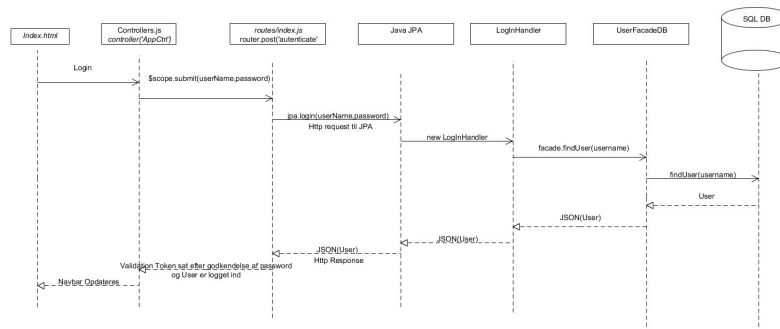 Index.html
Controllers.js
controller('AppCtrl')
routes/index.js
router.post('autenticate'
Java JPA
LogInHandler
UserFacadeDB
SQL DB
Login
$scope.submit(userName,password)
jpa.login(userName,password)
Http request til JPA
new LogInHandler
facade.findUser(username)
findUser(username)
User
JSON(User)
JSON(User)
JSON(User)
Http Response
Validation Token sat efter godkendelse af password
og User er logget ind
Navbar Opdateres